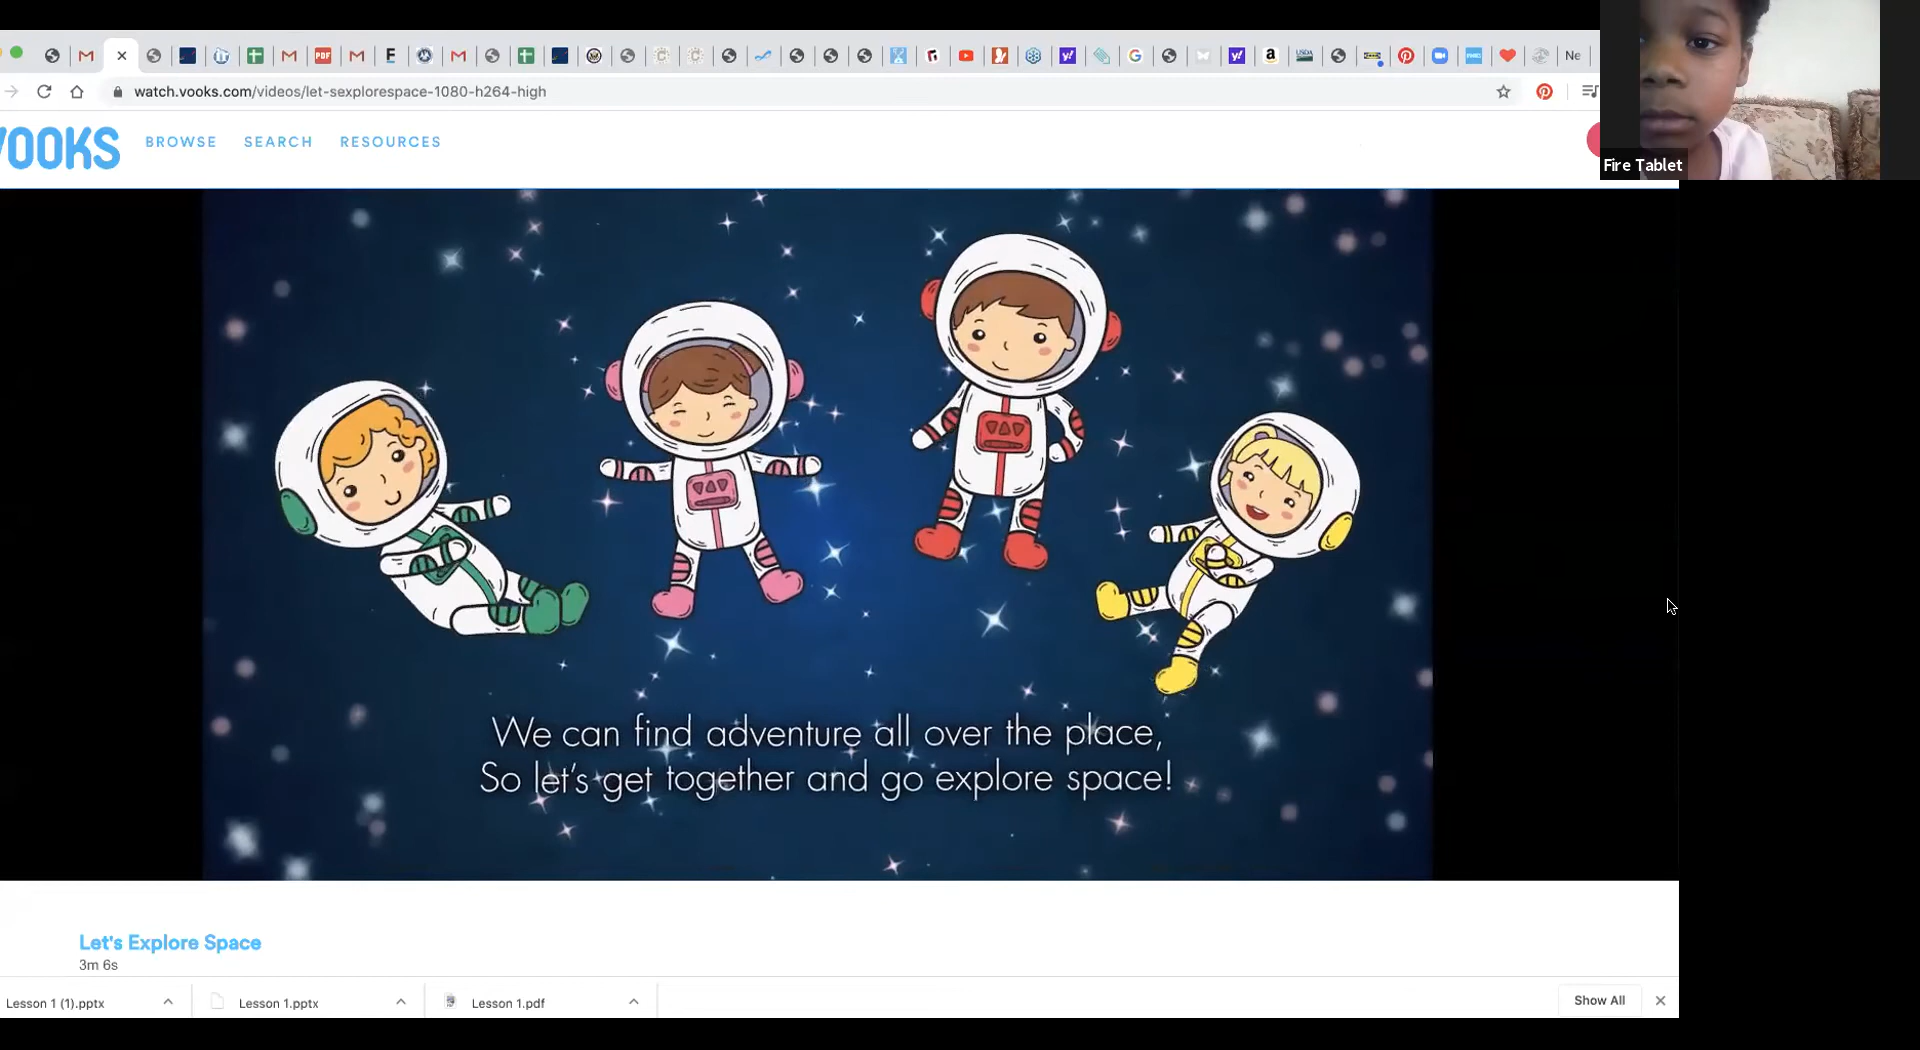 Ne
watch.vooks.com/videos/let-sexplorespace-1080-h264-high
VOOKS
BROWSE SEARCH RESOURCES
Fire Tablet
We can find adventure all over the place,
So let's get together and go explore space!
Let's Explore Space
3m 6s
Lesson 1 (1).pptx
Lesson 1.pptx
Lesson 1.pdf
Show All